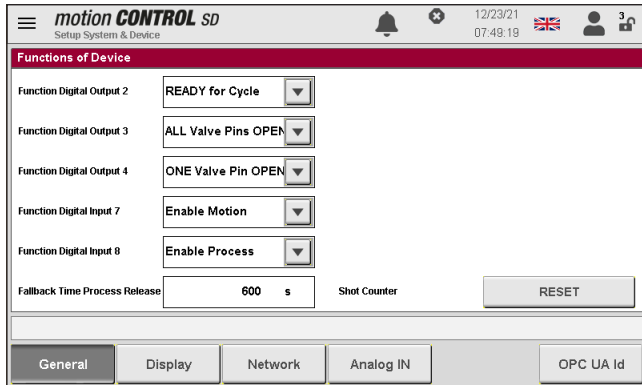 motion CONTROL SD
Setup System & Device
12/23/21
07:49:19
3
Functions of Device
Function Digital Output 2 READY for Cycle
Function Digital Output 3 ALL Valve Pins OPEN
Function Digital Output 4 ONE Valve Pin OPEN
Function Digital Input 7 Enable Motion
Function Digital Input 8 Enable Process
Fallback Time Process Release 600 s Shot Counter RESET
General Display Network Analog IN OPC UA Id